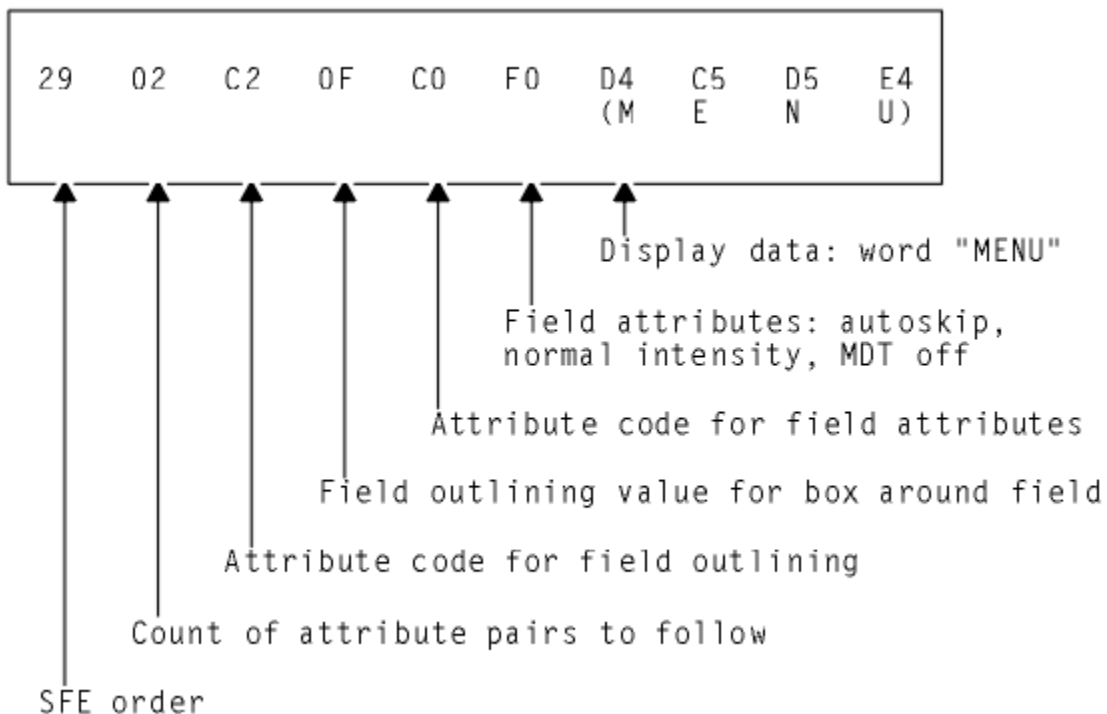 29 02 C2 0F C0 F0 D4 C5 D5 E4
(M E N U)
Display data: word "MENU"
Field attributes: autoskip,
normal intensity, MDT off
Attribute code for field attributes
Field outlining value for box around field
Attribute code for field outlining
Count of attribute pairs to follow
SFE order